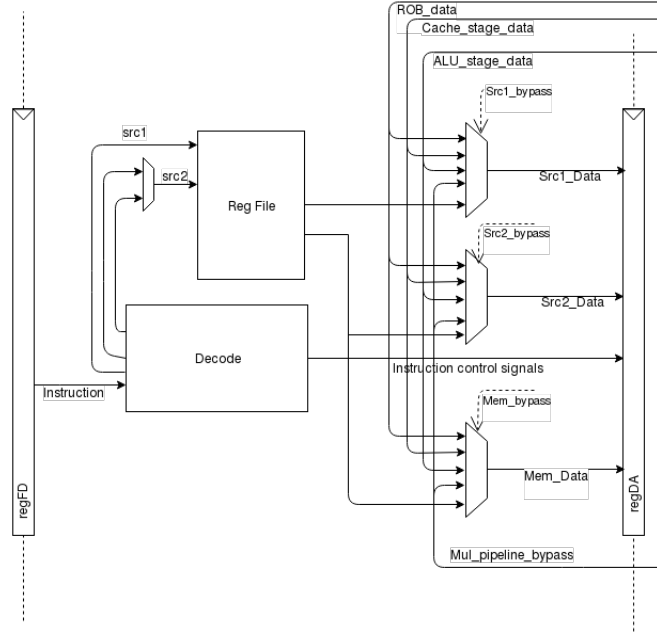 ROB_data
Cache_stage_data
ALU_stage_data
Src1_bypass
src1
src2
Reg File
Src1_Data
Src2_bypass
Src2_Data
Decode
Instruction control signals
Instruction
Mem_bypass
Mem_Data
regFD
regDA
Mul_pipeline_bypass